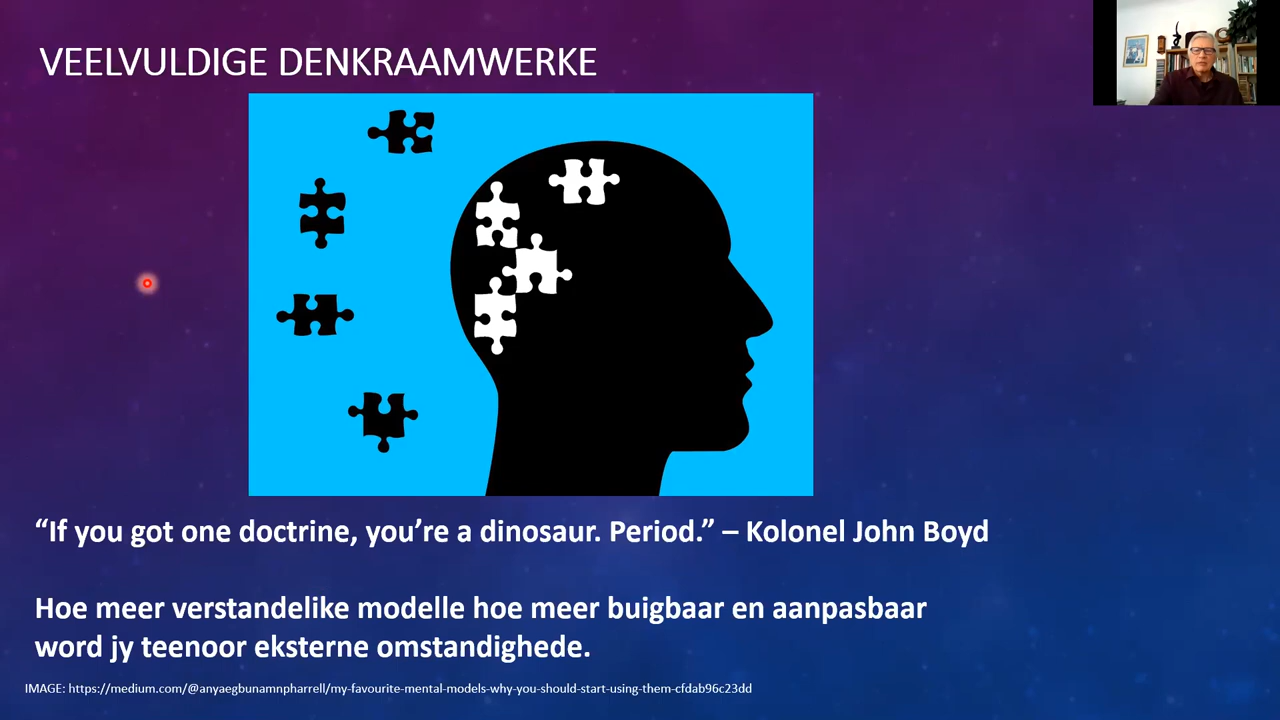 VEELVULDIGE DENKRAAMWERKE
“If you got one doctrine, you’re a dinosaur. Period.” – Kolonel John Boyd
Hoe meer verstandelike modelle hoe meer buigbaar en aanpasbaar
word jy teenoor eksterne omstandighede.
IMAGE: https://medium.com/@anyaegbunamnpharrell/my-favourite-mental-models-why-you-should-start-using-them-cfdab96c23dd